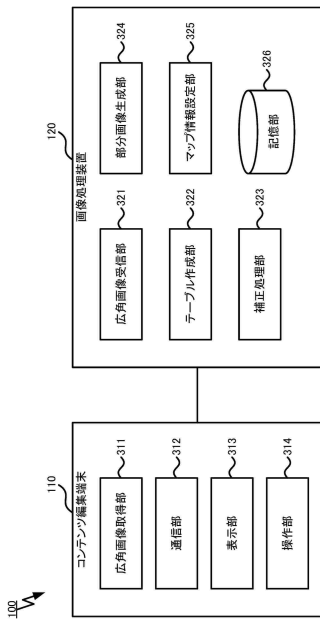 100
110
コンテンツ編集端末
広角画像取得部 311
通信部 312
表示部 313
操作部 314
120
画像処理装置
広角画像受信部 321
テーブル作成部 322
補正処理部 323
部分画像生成部 324
マップ情報設定部 325
記憶部 326